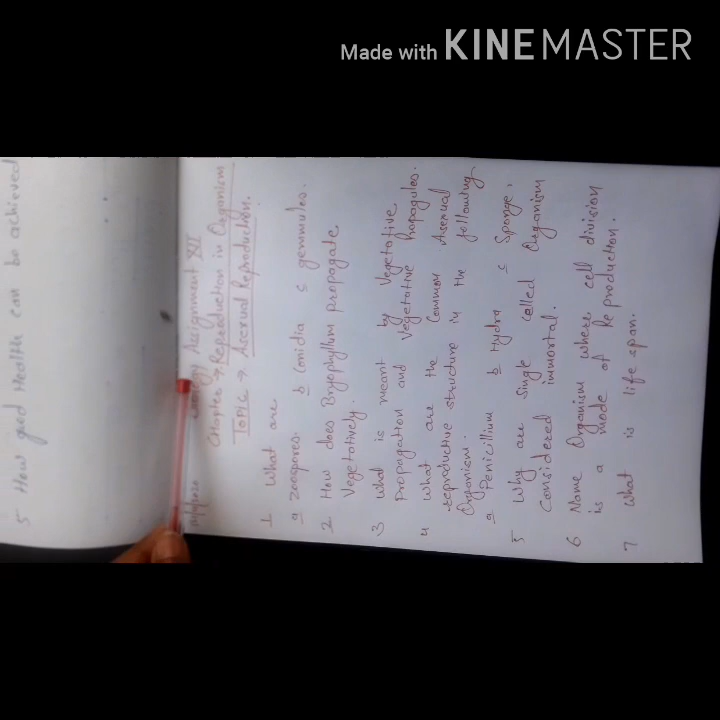 Made with KINEMASTER
5 How good Health can be achieved
Assignment XII
Chapter → Reproduction in Organism
Topic → Asexual Reproduction.
1 What are
a zoospores. b Conidia c gemmules.
2 How does Bryophyllum propagate
Vegetatively.
3 What is meant by Vegetative
Propagation and Vegetative Propagules.
4 What are the Common Asexual
reproductive structure in the following
Organism.
a Penicillium b Hydra c Sponge.
5 Why are Single Called Organism
Considered immortal.
6 Name Organism where cell division
is a mode of Reproduction.
7 What is life span.